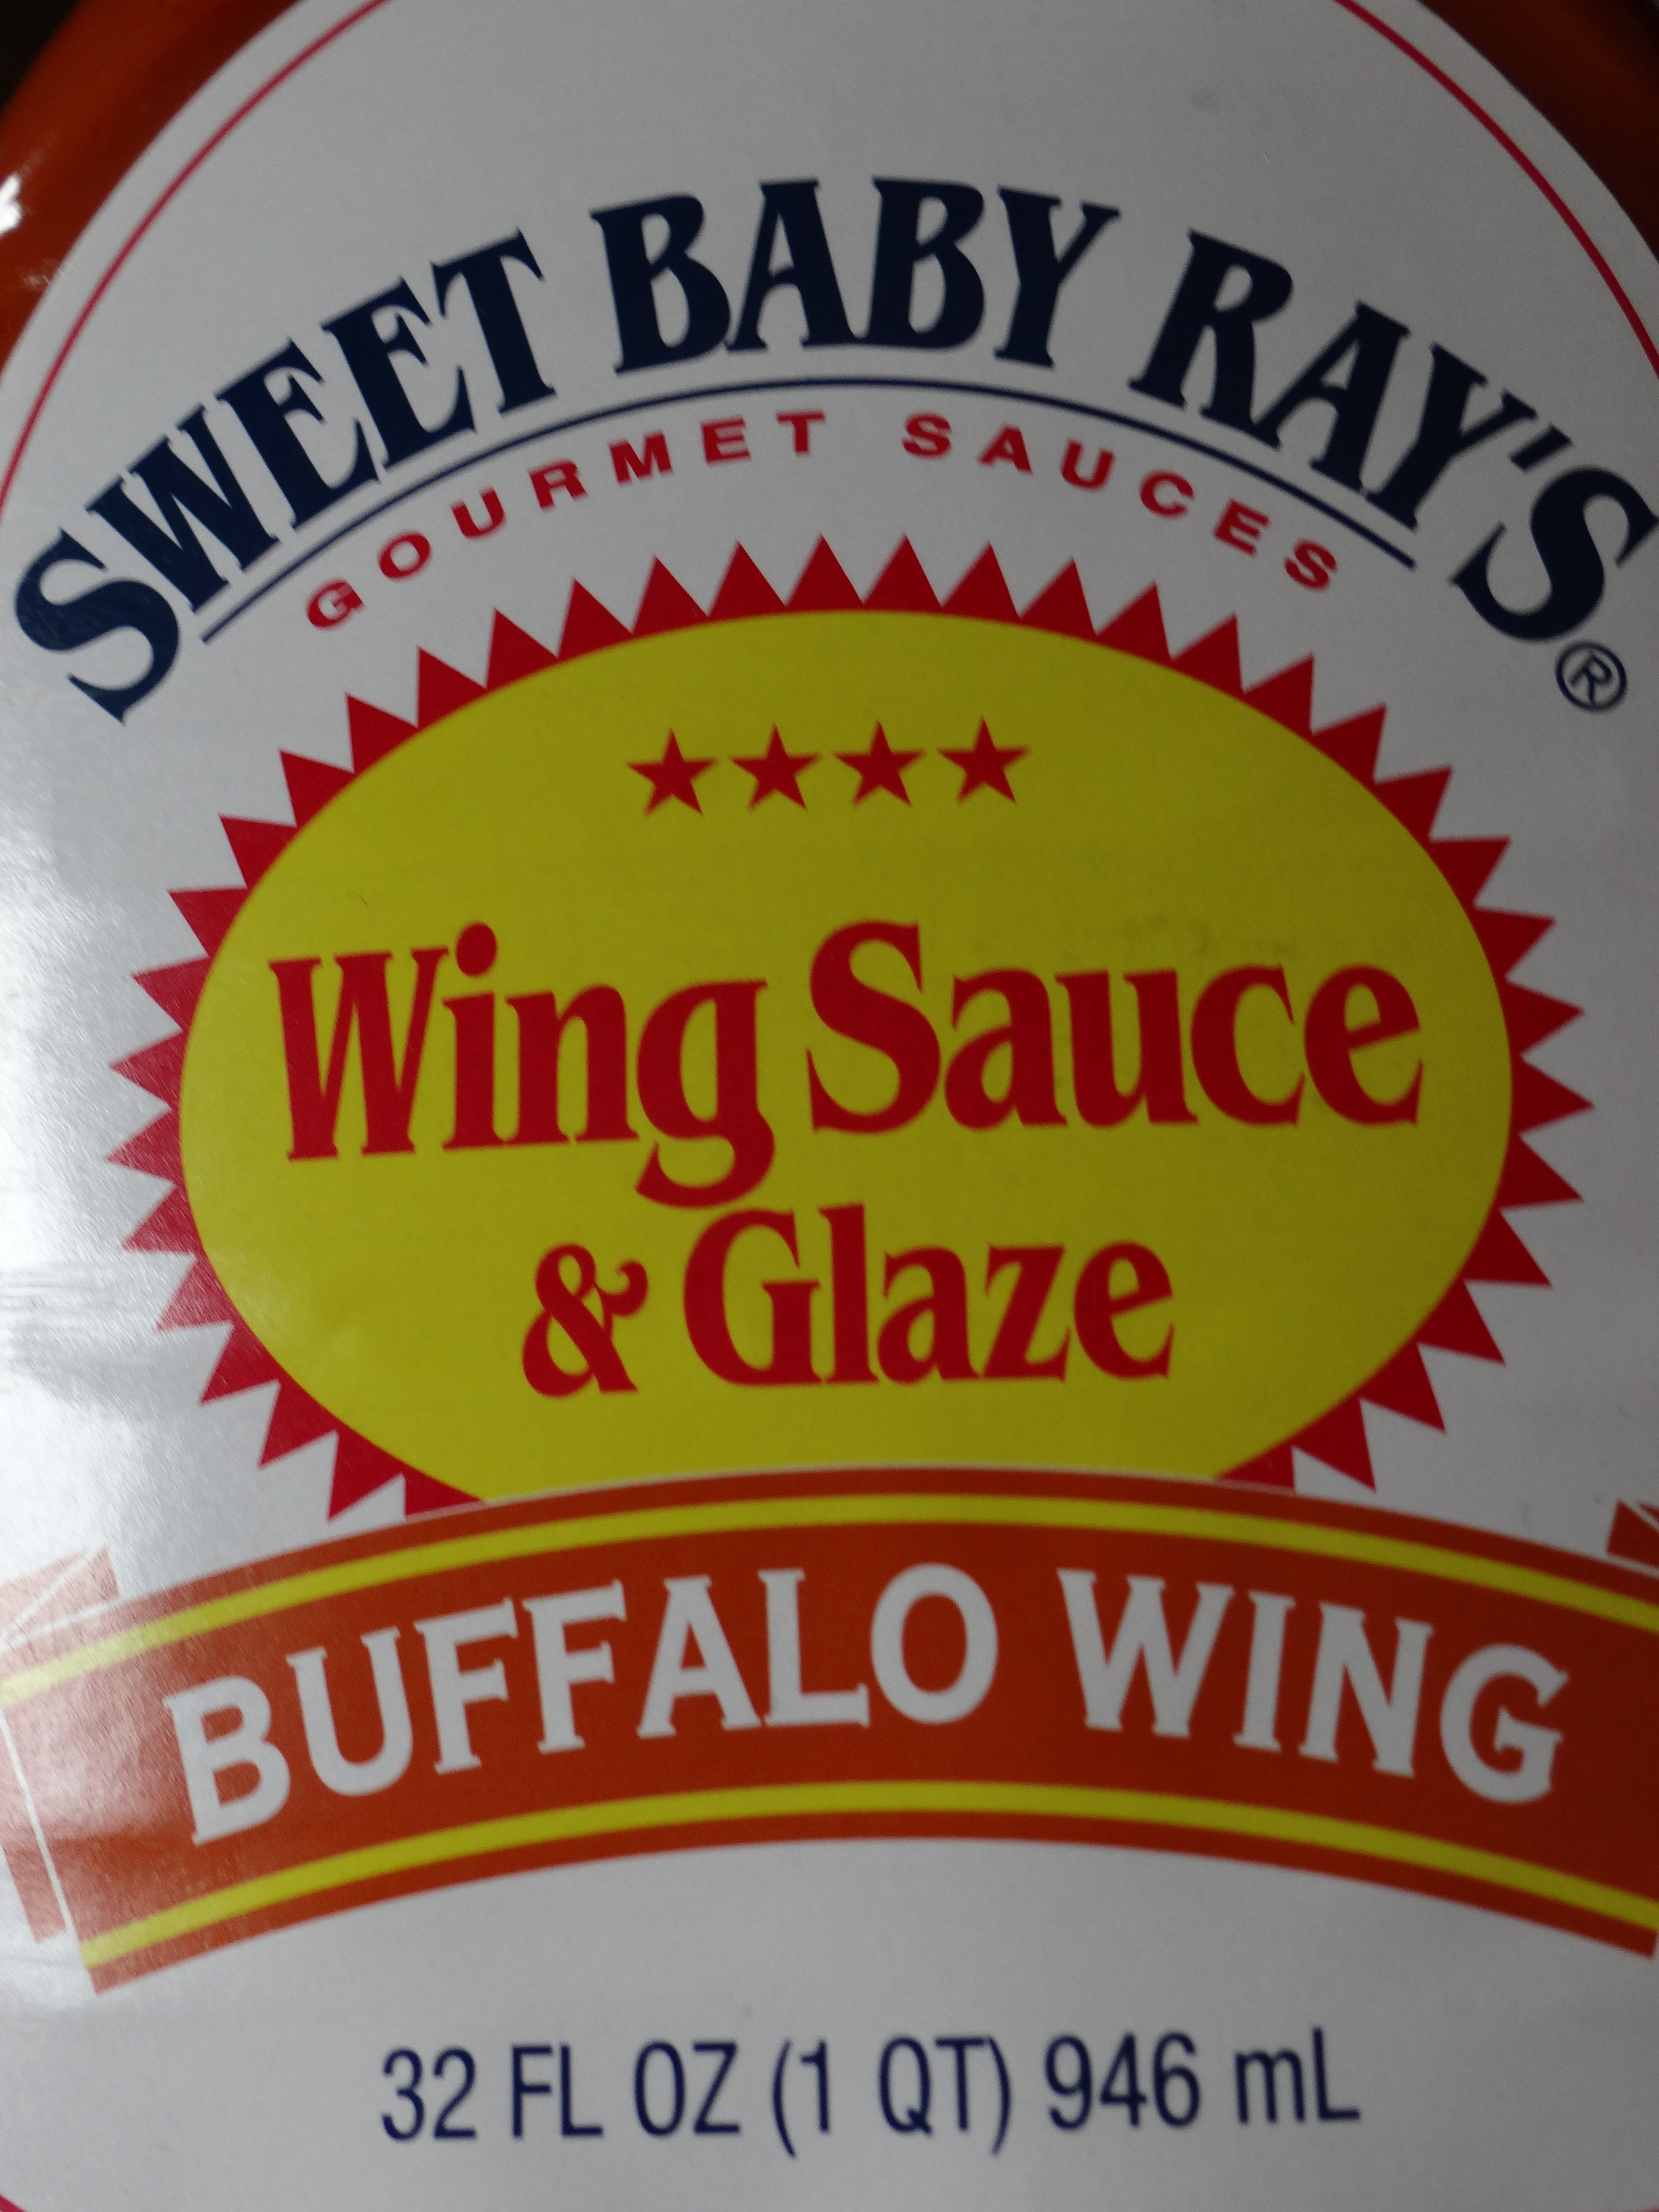 SWEET BABY RAY'S®
GOURMET SAUCES
Wing Sauce
& Glaze
BUFFALO WING
32 FL OZ (1 QT) 946 mL